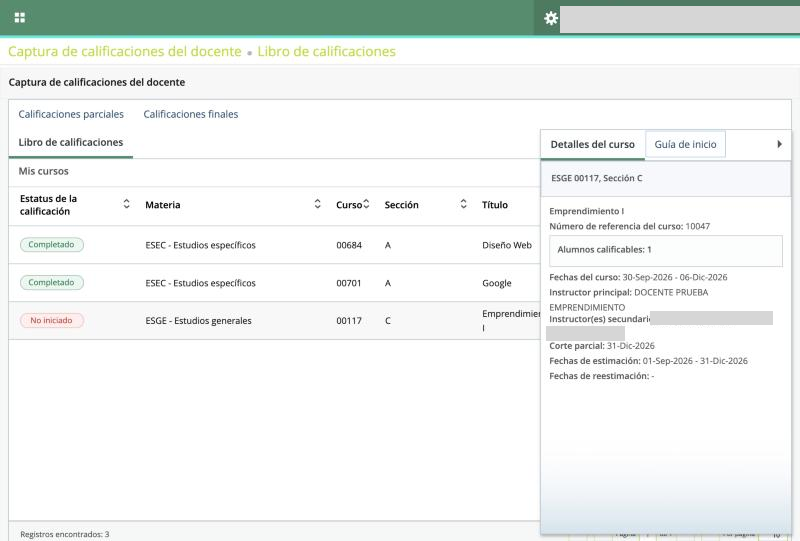 Captura de calificaciones del docente • Libro de calificaciones
Captura de calificaciones del docente
Calificaciones parciales Calificaciones finales
Libro de calificaciones
Mis cursos
Estatus de la calificación Materia Curso Sección Título
Completado ESEC - Estudios específicos 00684 A Diseño Web
Completado ESEC - Estudios específicos 00701 A Google
No iniciado ESGE - Estudios generales 00117 C
I
Registros encontrados: 3
Detalles del curso Guía de inicio
ESGE 00117, Sección C
Emprendimiento I
Número de referencia del curso: 10047
Alumnos calificables: 1
Fechas del curso: 30-Sep-2026 - 06-Dic-2026
Instructor principal: DOCENTE PRUEBA
EMPRENDIMIENTO
Instructor(es)
Corte parcial: 31-Dic-2026
Fechas de estimación: 01-Sep-2026 - 31-Dic-2026
Fechas de reestimación: -